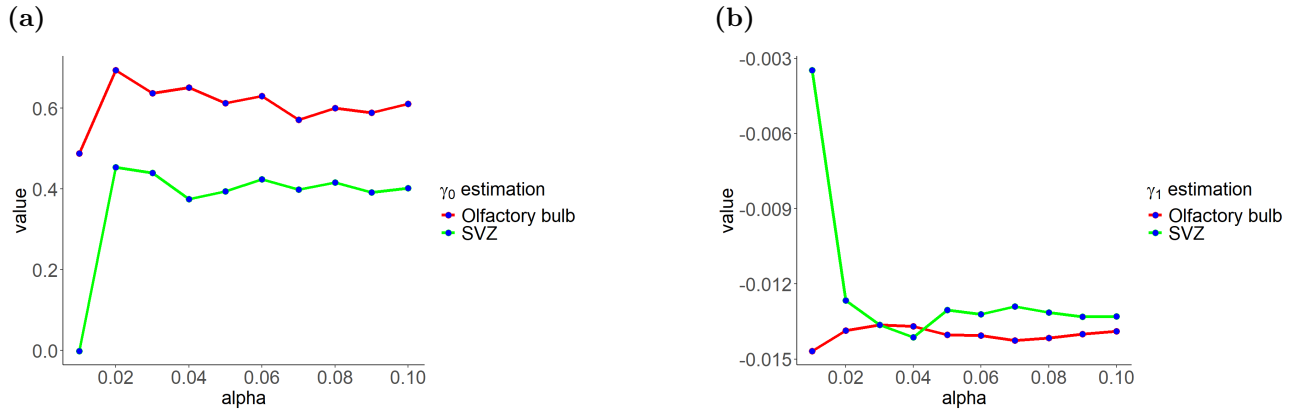 (a)
0.6
0.4
0.2
0.0
value
0.02 0.04 0.06 0.08 0.10
alpha
γ0 estimation
Olfactory bulb
SVZ
(b)
-0.003
-0.006
-0.009
-0.012
-0.015
value
0.02 0.04 0.06 0.08 0.10
alpha
γ1 estimation
Olfactory bulb
SVZ